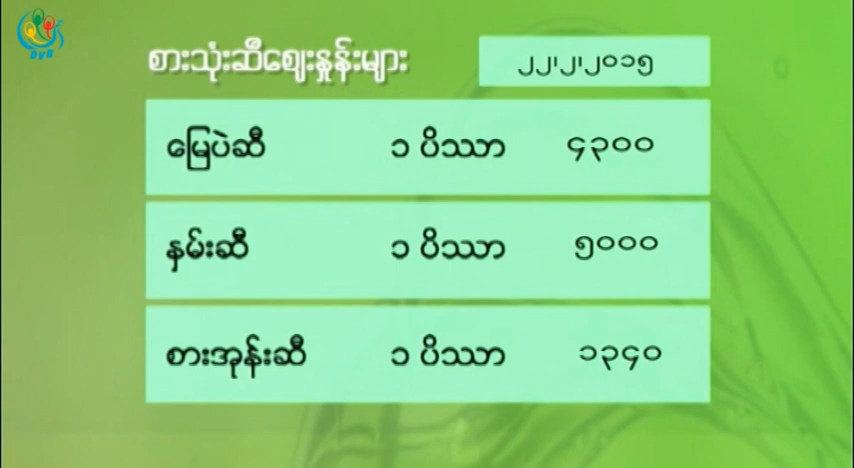 DVB
စားသုံးဆီဈေးနှုန်းများ ၂၂၊၂၊၂၀၁၅
မြေပဲဆီ ၁ ပိဿာ ၄၃၀၀
နှမ်းဆီ ၁ ပိဿာ ၅၀၀၀
စားအုန်းဆီ ၁ ပိဿာ ၁၃၄၀